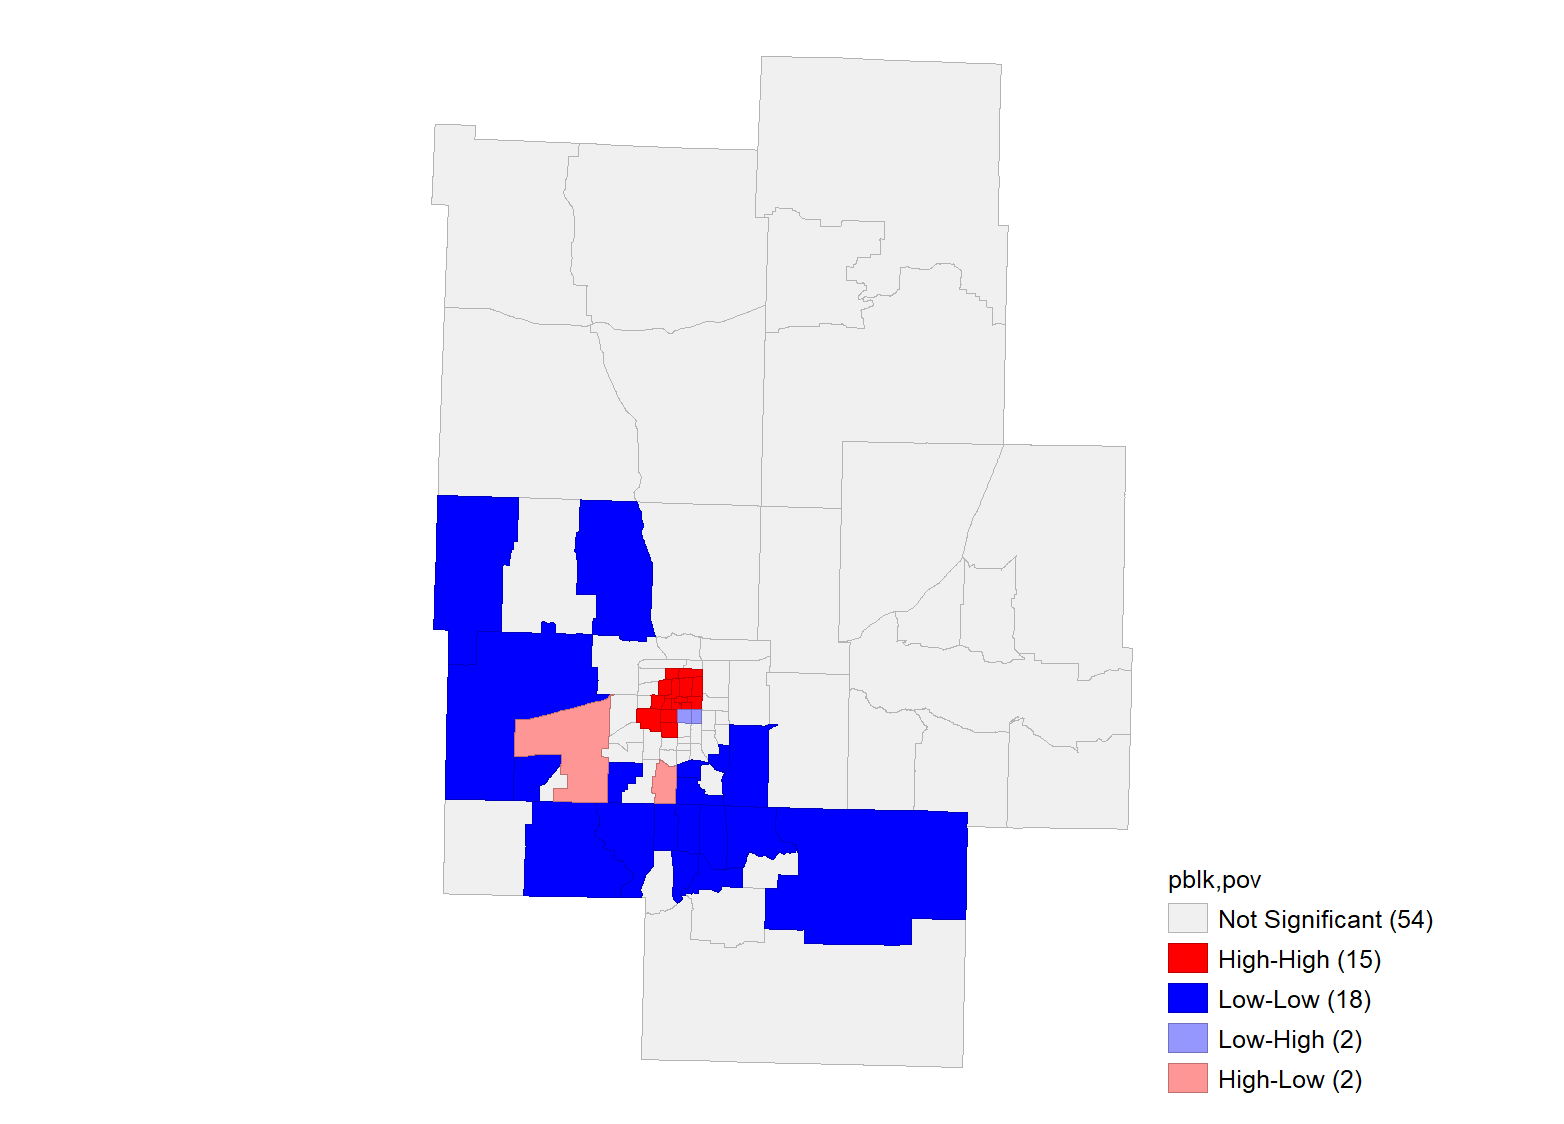 pblk,pov
Not Significant (54)
High-High (15)
Low-Low (18)
Low-High (2)
High-Low (2)